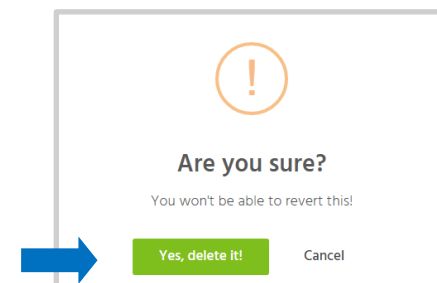 !
Are you sure?
You won't be able to revert this!
Yes, delete it! Cancel